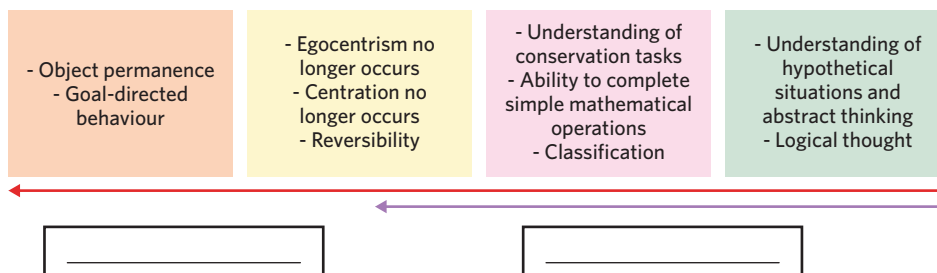 - Object permanence
- Goal-directed
behaviour
- Egocentrism no
longer occurs
- Centration no
longer occurs
- Reversibility
- Understanding of
conservation tasks
- Ability to complete
simple mathematical
operations
- Classification
- Understanding of
hypothetical
situations and
abstract thinking
- Logical thought